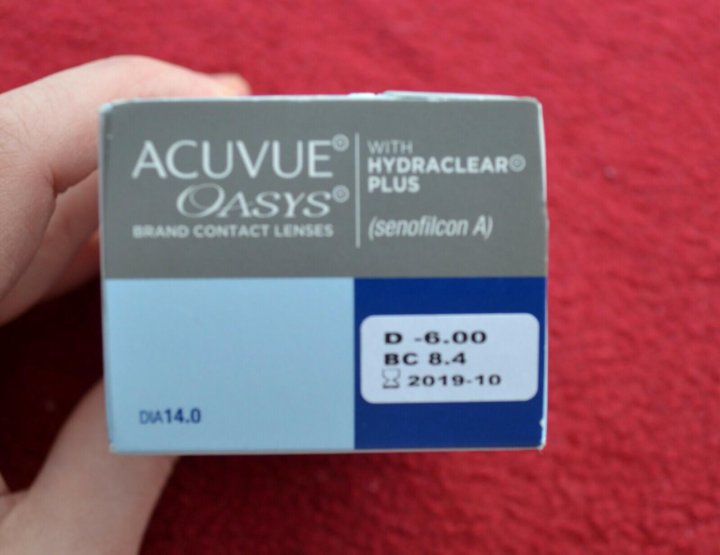 ACUVUE®
OASYS®
BRAND CONTACT LENSES
WITH
HYDRACLEAR®
PLUS
(senofilcon A)
D -6.00
BC 8.4
2019-10
DIA14.0